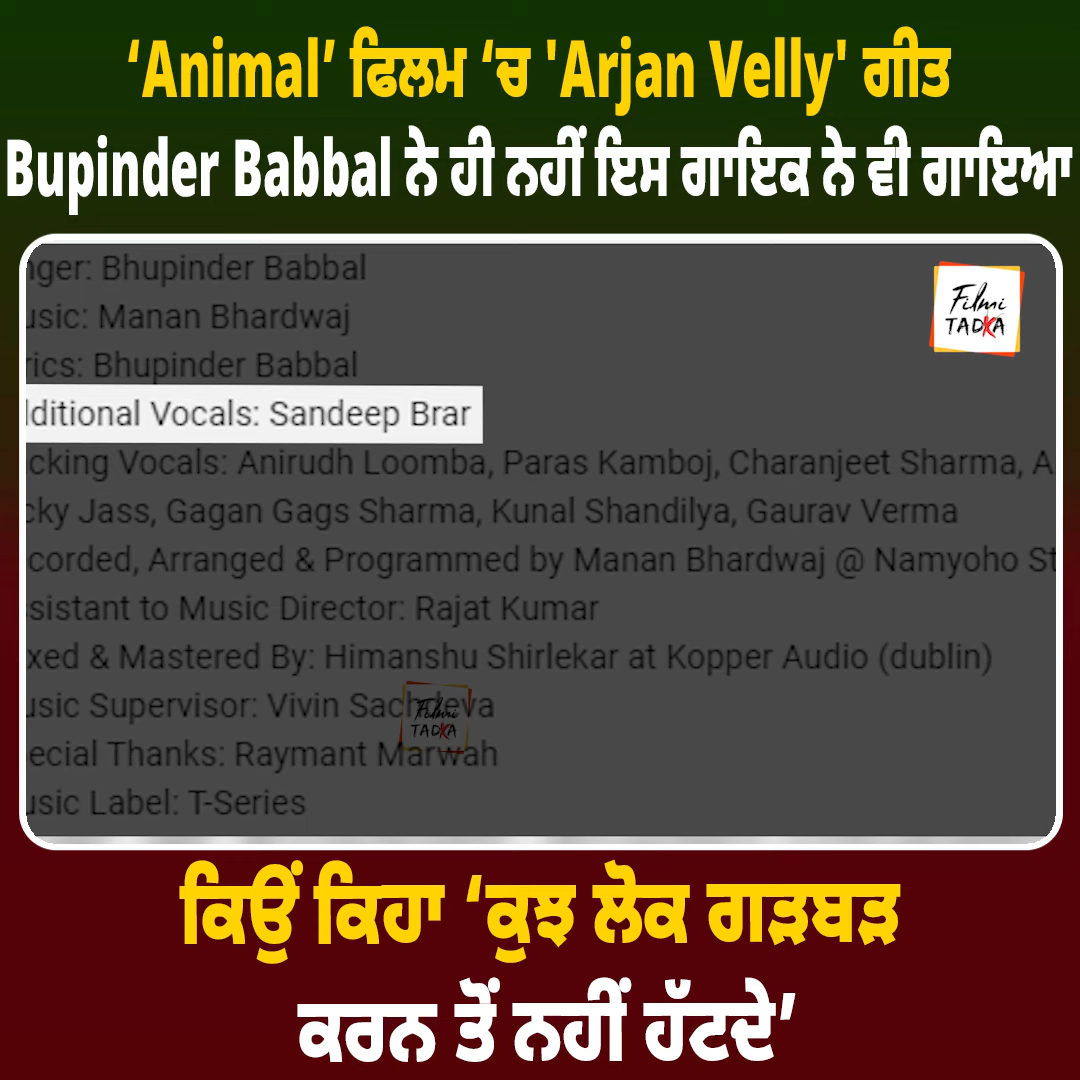 ‘Animal’ ਫਿਲਮ ‘ਚ 'Arjan Velly' ਗੀਤ
Bupinder Babbal ਨੇ ਹੀ ਨਹੀਂ ਇਸ ਗਾਇਕ ਨੇ ਵੀ ਗਾਇਆ
Filmi
TADKA
nger: Bhupinder Babbal
usic: Manan Bhardwaj
rics: Bhupinder Babbal
dditional Vocals: Sandeep Brar
cking Vocals: Anirudh Loomba, Paras Kamboj, Charanjeet Sharma, A
cky Jass, Gagan Gags Sharma, Kunal Shandilya, Gaurav Verma
corded, Arranged & Programmed by Manan Bhardwaj @ Namyoho St
sistant to Music Director: Rajat Kumar
xed & Mastered By: Himanshu Shirlekar at Kopper Audio (dublin)
usic Supervisor: Vivin Sachdeva
Filmi
TADKA
ecial Thanks: Raymant Marwah
usic Label: T-Series
ਕਿਉਂ ਕਿਹਾ ‘ਕੁਝ ਲੋਕ ਗੜਬੜ
ਕਰਨ ਤੋਂ ਨਹੀਂ ਹੱਟਦੇ’